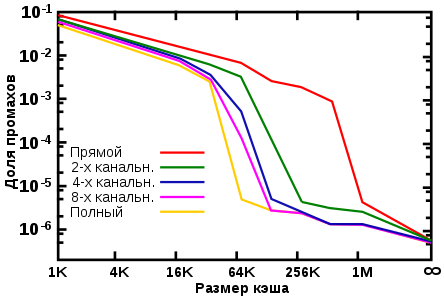 10-1
10-2
10-3
10-4
10-5
10-6
Доля промахов
Прямой
2-х канальн.
4-х канальн.
8-х канальн.
Полный
1K 4K 16K 64K 256K 1M ∞
Размер кэша